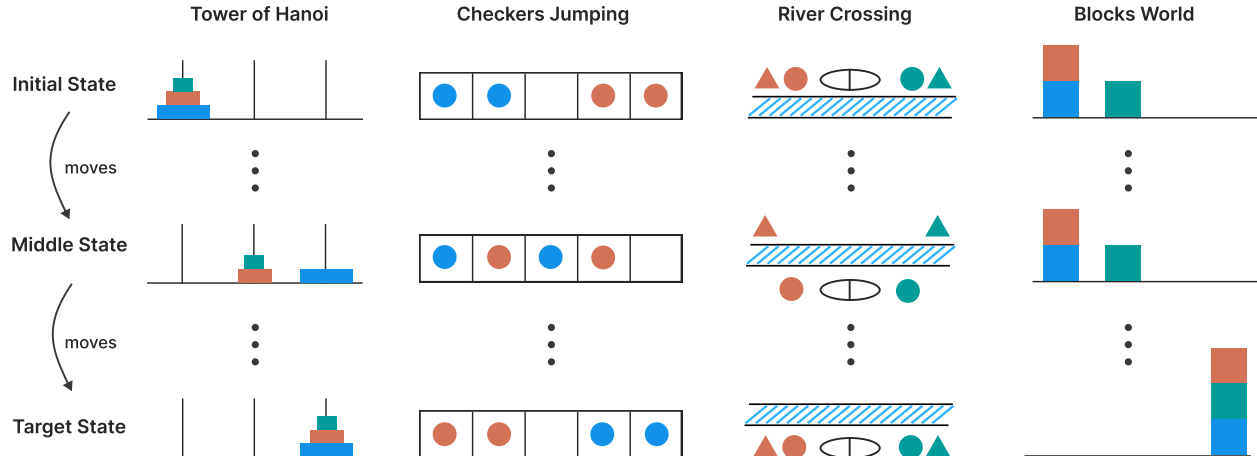 Tower of Hanoi
Checkers Jumping
River Crossing
Blocks World
Initial State
moves
Middle State
moves
Target State